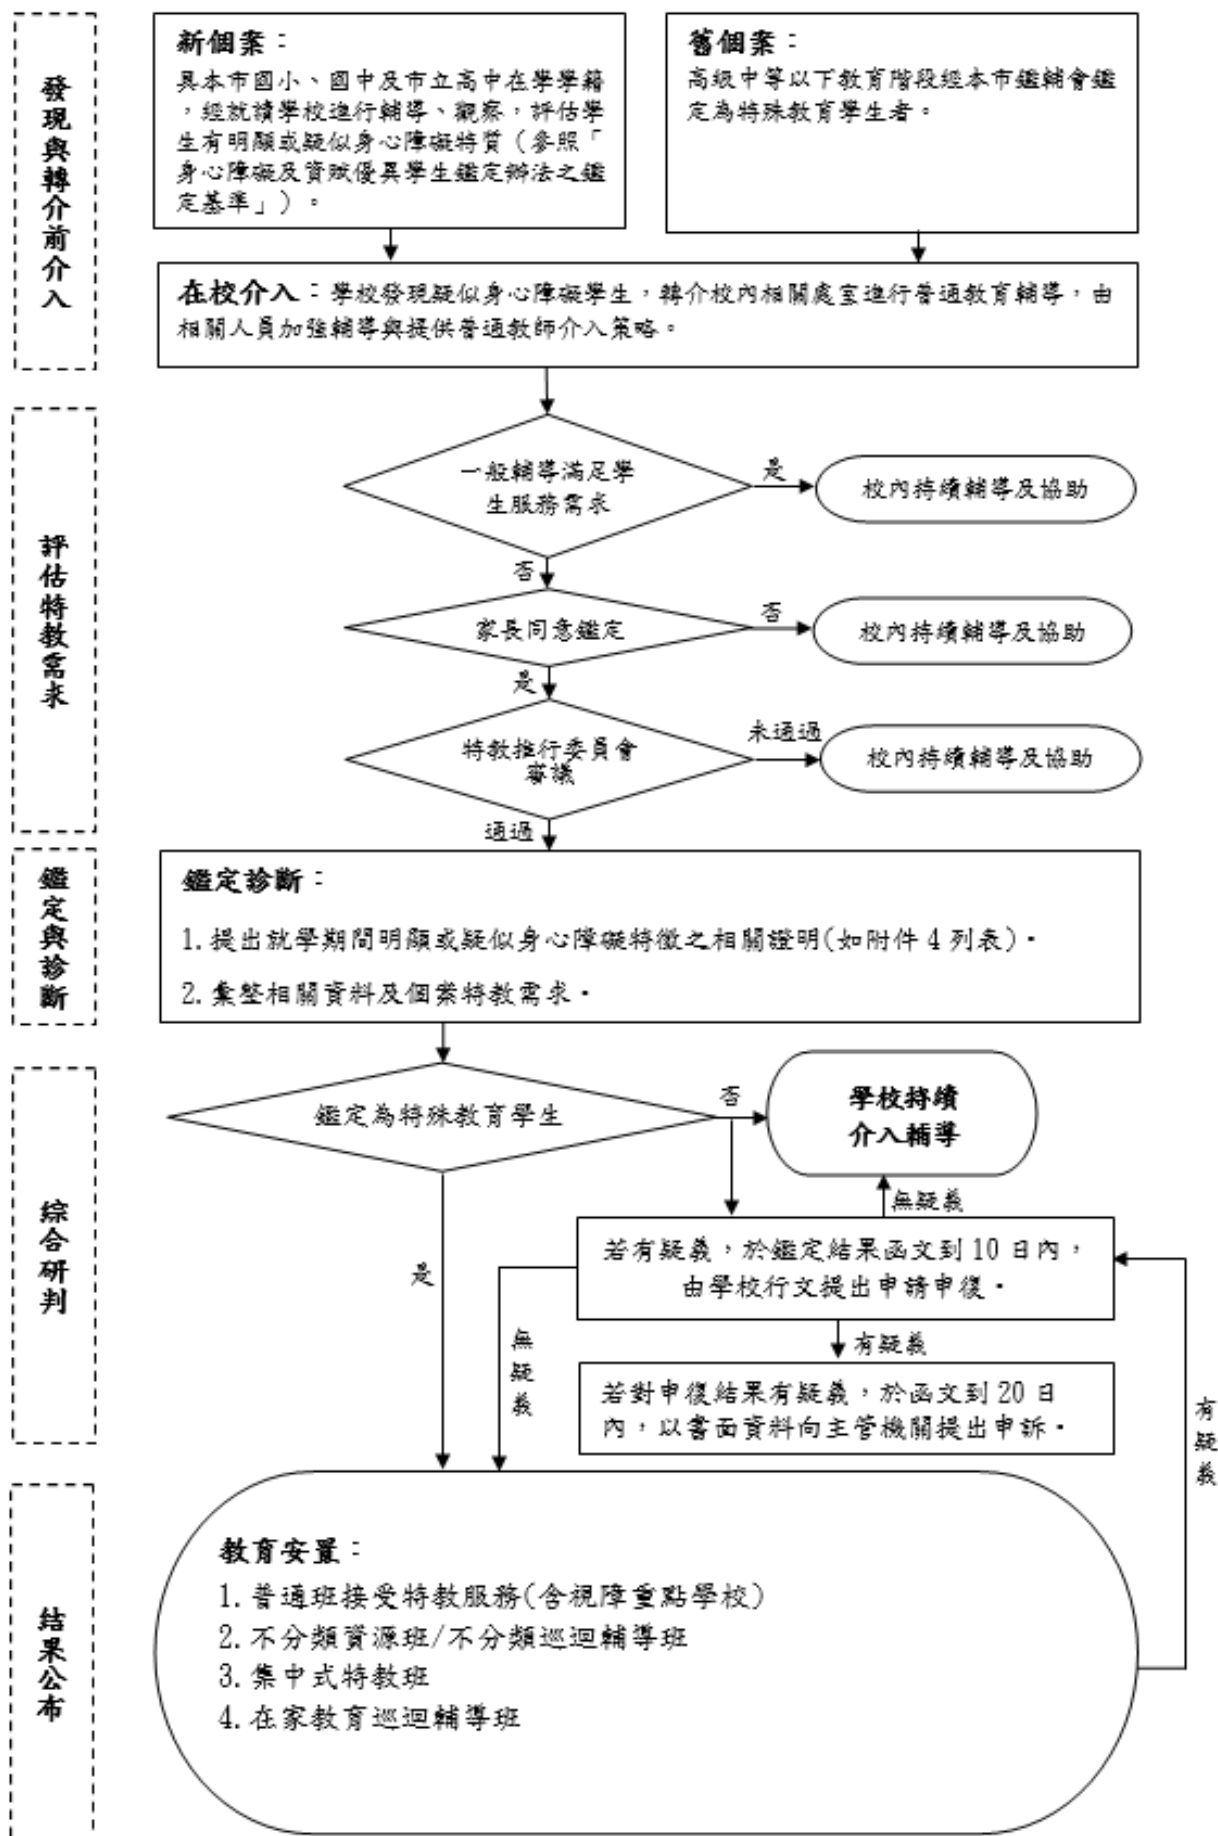 發現與轉介前介入
新個案：
具本市國小、國中及市立高中在學學籍
，經就讀學校進行輔導、觀察，評估學
生有明顯或疑似身心障礙特質（參照「
身心障礙及資賦優異學生鑑定辦法之鑑
定基準」）。
舊個案：
高級中等以下教育階段經本市鑑輔會鑑
定為特殊教育學生者。
在校介入：學校發現疑似身心障礙學生，轉介校內相關處室進行普通教育輔導，由
相關人員加強輔導與提供普通教師介入策略。
評估特教需求
一般輔導滿足學
生服務需求
是
校內持續輔導及協助
否
家長同意鑑定
否
校內持續輔導及協助
是
特教推行委員會
審議
未通過
校內持續輔導及協助
通過
鑑定與診斷
鑑定診斷：
1.提出就學期間明顯或疑似身心障礙特徵之相關證明(如附件 4 列表)。
2.彙整相關資料及個案特教需求。
綜合研判
鑑定為特殊教育學生
否
學校持續
介入輔導
無疑義
是
若有疑義，於鑑定結果函文到 10 日內，
由學校行文提出申請申復。
無疑義
有疑義
若對申復結果有疑義，於函文到 20 日
內，以書面資料向主管機關提出申訴。
有疑義
結果公布
教育安置：
1.普通班接受特教服務(含視障重點學校)
2.不分類資源班/不分類巡迴輔導班
3.集中式特教班
4.在家教育巡迴輔導班